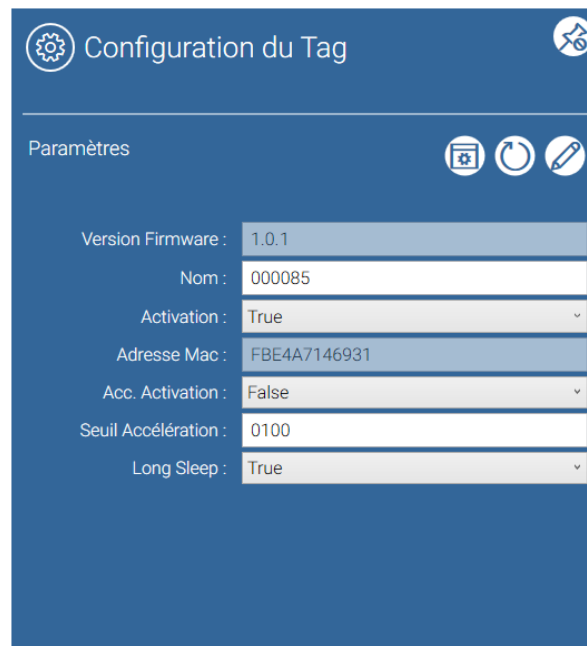 Configuration du Tag
Paramètres
Version Firmware : 1.0.1
Nom : 000085
Activation : True
Adresse Mac : FBE4A7146931
Acc. Activation : False
Seuil Accélération : 0100
Long Sleep : True